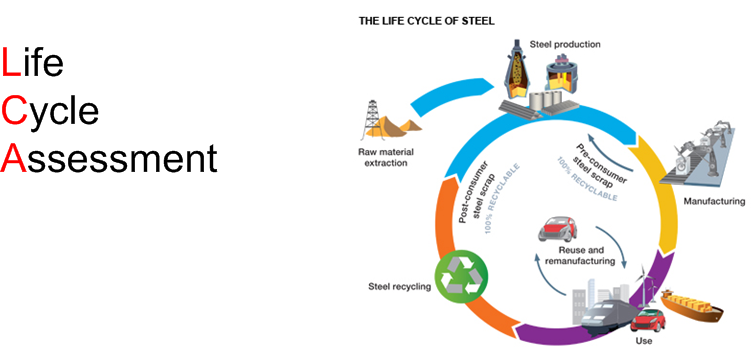 Life
Cycle
Assessment
THE LIFE CYCLE OF STEEL
Steel production
Raw material
extraction
Post-consumer
steel scrap
100% RECYCLABLE
Pre-consumer
steel scrap
100% RECYCLABLE
Manufacturing
Reuse and
remanufacturing
Steel recycling
Use